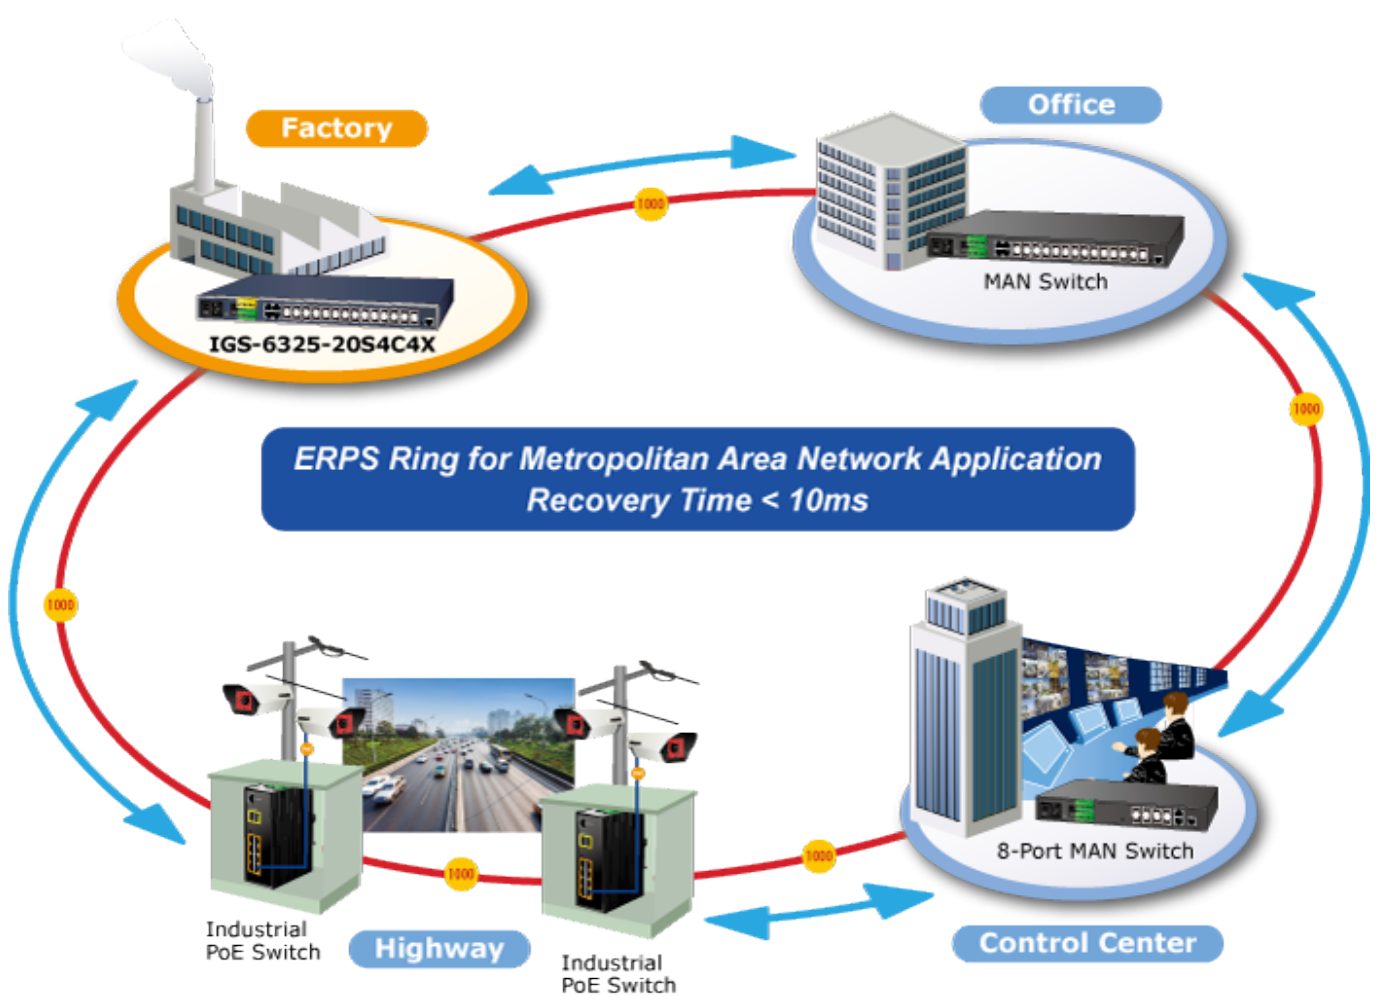 Factory
Office
1000
MAN Switch
IGS-6325-20S4C4X
1000
ERPS Ring for Metropolitan Area Network Application
Recovery Time < 10ms
1000
1000
1000
8-Port MAN Switch
Industrial
PoE Switch
Highway
Control Center
Industrial
PoE Switch